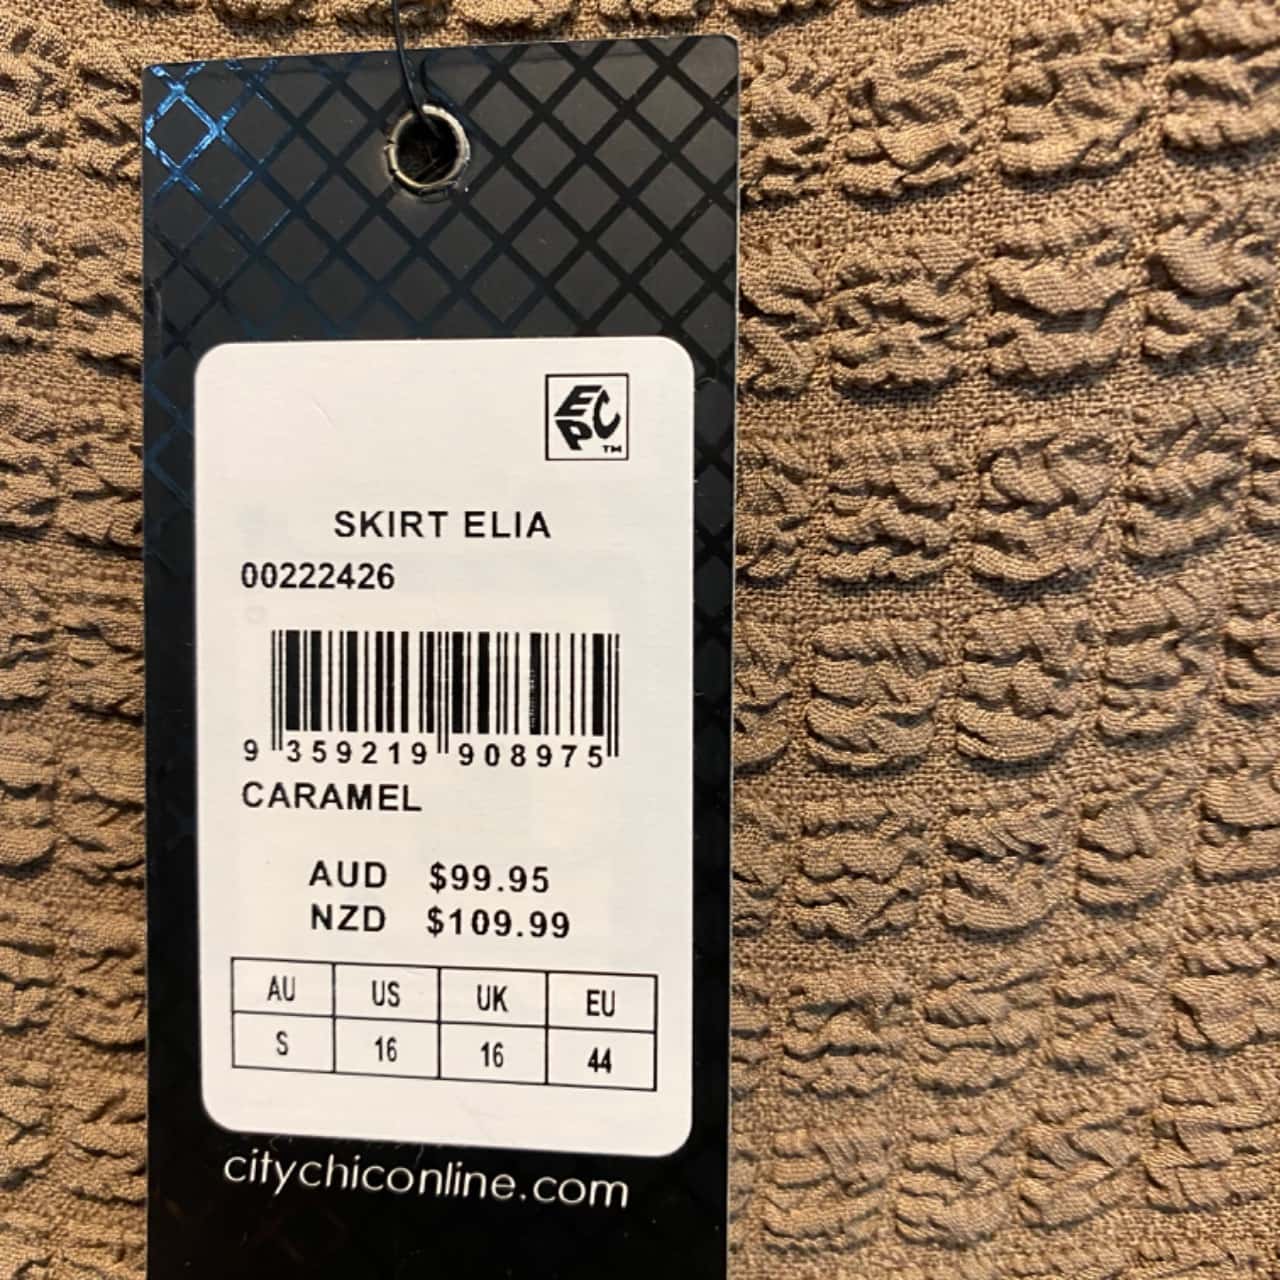 ECP™
SKIRT ELIA
00222426
9 359219 908975
CARAMEL
AUD $99.95
NZD $109.99
AU US UK EU
S 16 16 44
citychiconline.com